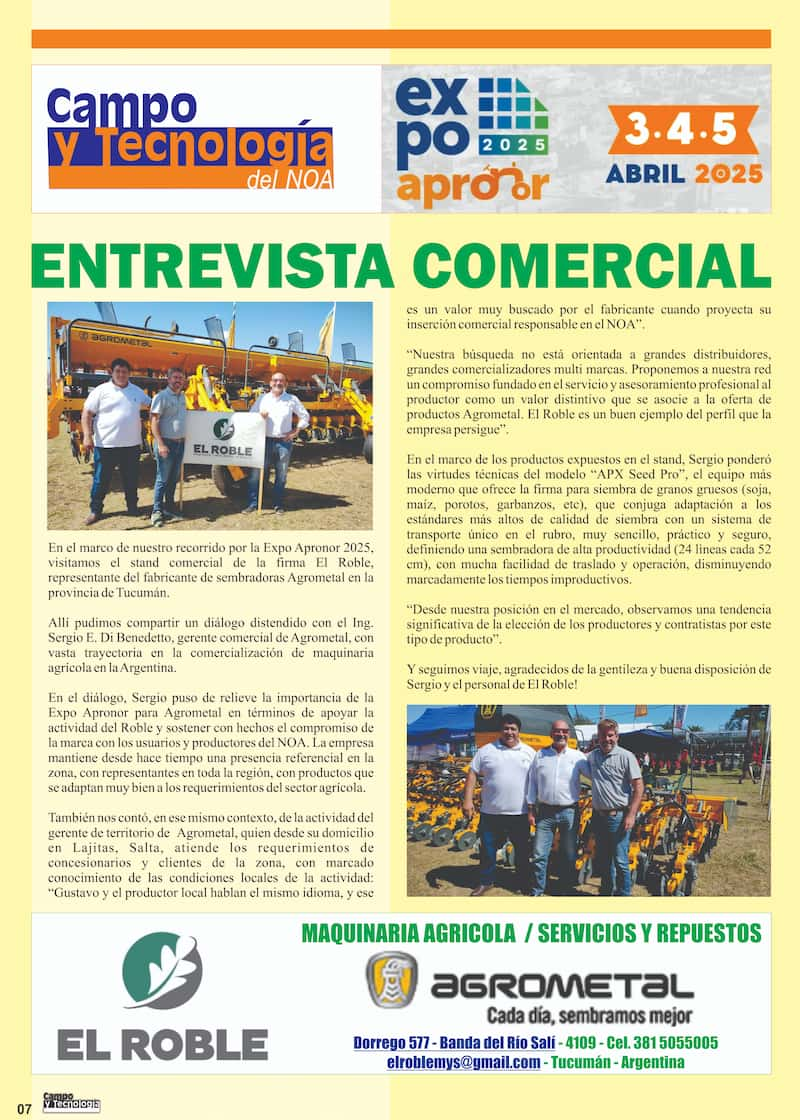 Campo
y Tecnología
del NOA
expo
2025
apronor
3.4.5
ABRIL 2025
ENTREVISTA COMERCIAL
AGROMETAL
EL ROBLE
En el marco de nuestro recorrido por la Expo Apronor 2025,
visitamos el stand comercial de la firma El Roble,
representante del fabricante de sembradoras Agrometal en la
provincia de Tucumán.
Allí pudimos compartir un diálogo distendido con el Ing.
Sergio E. Di Benedetto, gerente comercial de Agrometal, con
vasta trayectoria en la comercialización de maquinaria
agrícola en la Argentina.
En el diálogo, Sergio puso de relieve la importancia de la
Expo Apronor para Agrometal en términos de apoyar la
actividad del Roble y sostener con hechos el compromiso de
la marca con los usuarios y productores del NOA. La empresa
mantiene desde hace tiempo una presencia referencial en la
zona, con representantes en toda la región, con productos que
se adaptan muy bien a los requerimientos del sector agrícola.
También nos contó, en ese mismo contexto, de la actividad del
gerente de territorio de Agrometal, quien desde su domicilio
en Lajitas, Salta, atiende los requerimientos de
concesionarios y clientes de la zona, con marcado
conocimiento de las condiciones locales de la actividad:
“Gustavo y el productor local hablan el mismo idioma, y ese
es un valor muy buscado por el fabricante cuando proyecta su
inserción comercial responsable en el NOA”.
“Nuestra búsqueda no está orientada a grandes distribuidores,
grandes comercializadores multi marcas. Proponemos a nuestra red
un compromiso fundado en el servicio y asesoramiento profesional al
productor como un valor distintivo que se asocie a la oferta de
productos Agrometal. El Roble es un buen ejemplo del perfil que la
empresa persigue”.
En el marco de los productos expuestos en el stand, Sergio ponderó
las virtudes técnicas del modelo “APX Seed Pro”, el equipo más
moderno que ofrece la firma para siembra de granos gruesos (soja,
maíz, porotos, garbanzos, etc), que conjuga adaptación a los
estándares más altos de calidad de siembra con un sistema de
transporte único en el rubro, muy sencillo, práctico y seguro,
definiendo una sembradora de alta productividad (24 lineas cada 52
cm), con mucha facilidad de traslado y operación, disminuyendo
marcadamente los tiempos improductivos.
“Desde nuestra posición en el mercado, observamos una tendencia
significativa de la elección de los productores y contratistas por este
tipo de producto”.
Y seguimos viaje, agradecidos de la gentileza y buena disposición de
Sergio y el personal de El Roble!
MAQUINARIA AGRICOLA / SERVICIOS Y REPUESTOS
EL ROBLE
AGROMETAL
Cada día, sembramos mejor
Dorrego 577 - Banda del Río Salí - 4109 - Cel. 381 5055005
elroblemys@gmail.com - Tucumán - Argentina
07
Campo
y Tecnología